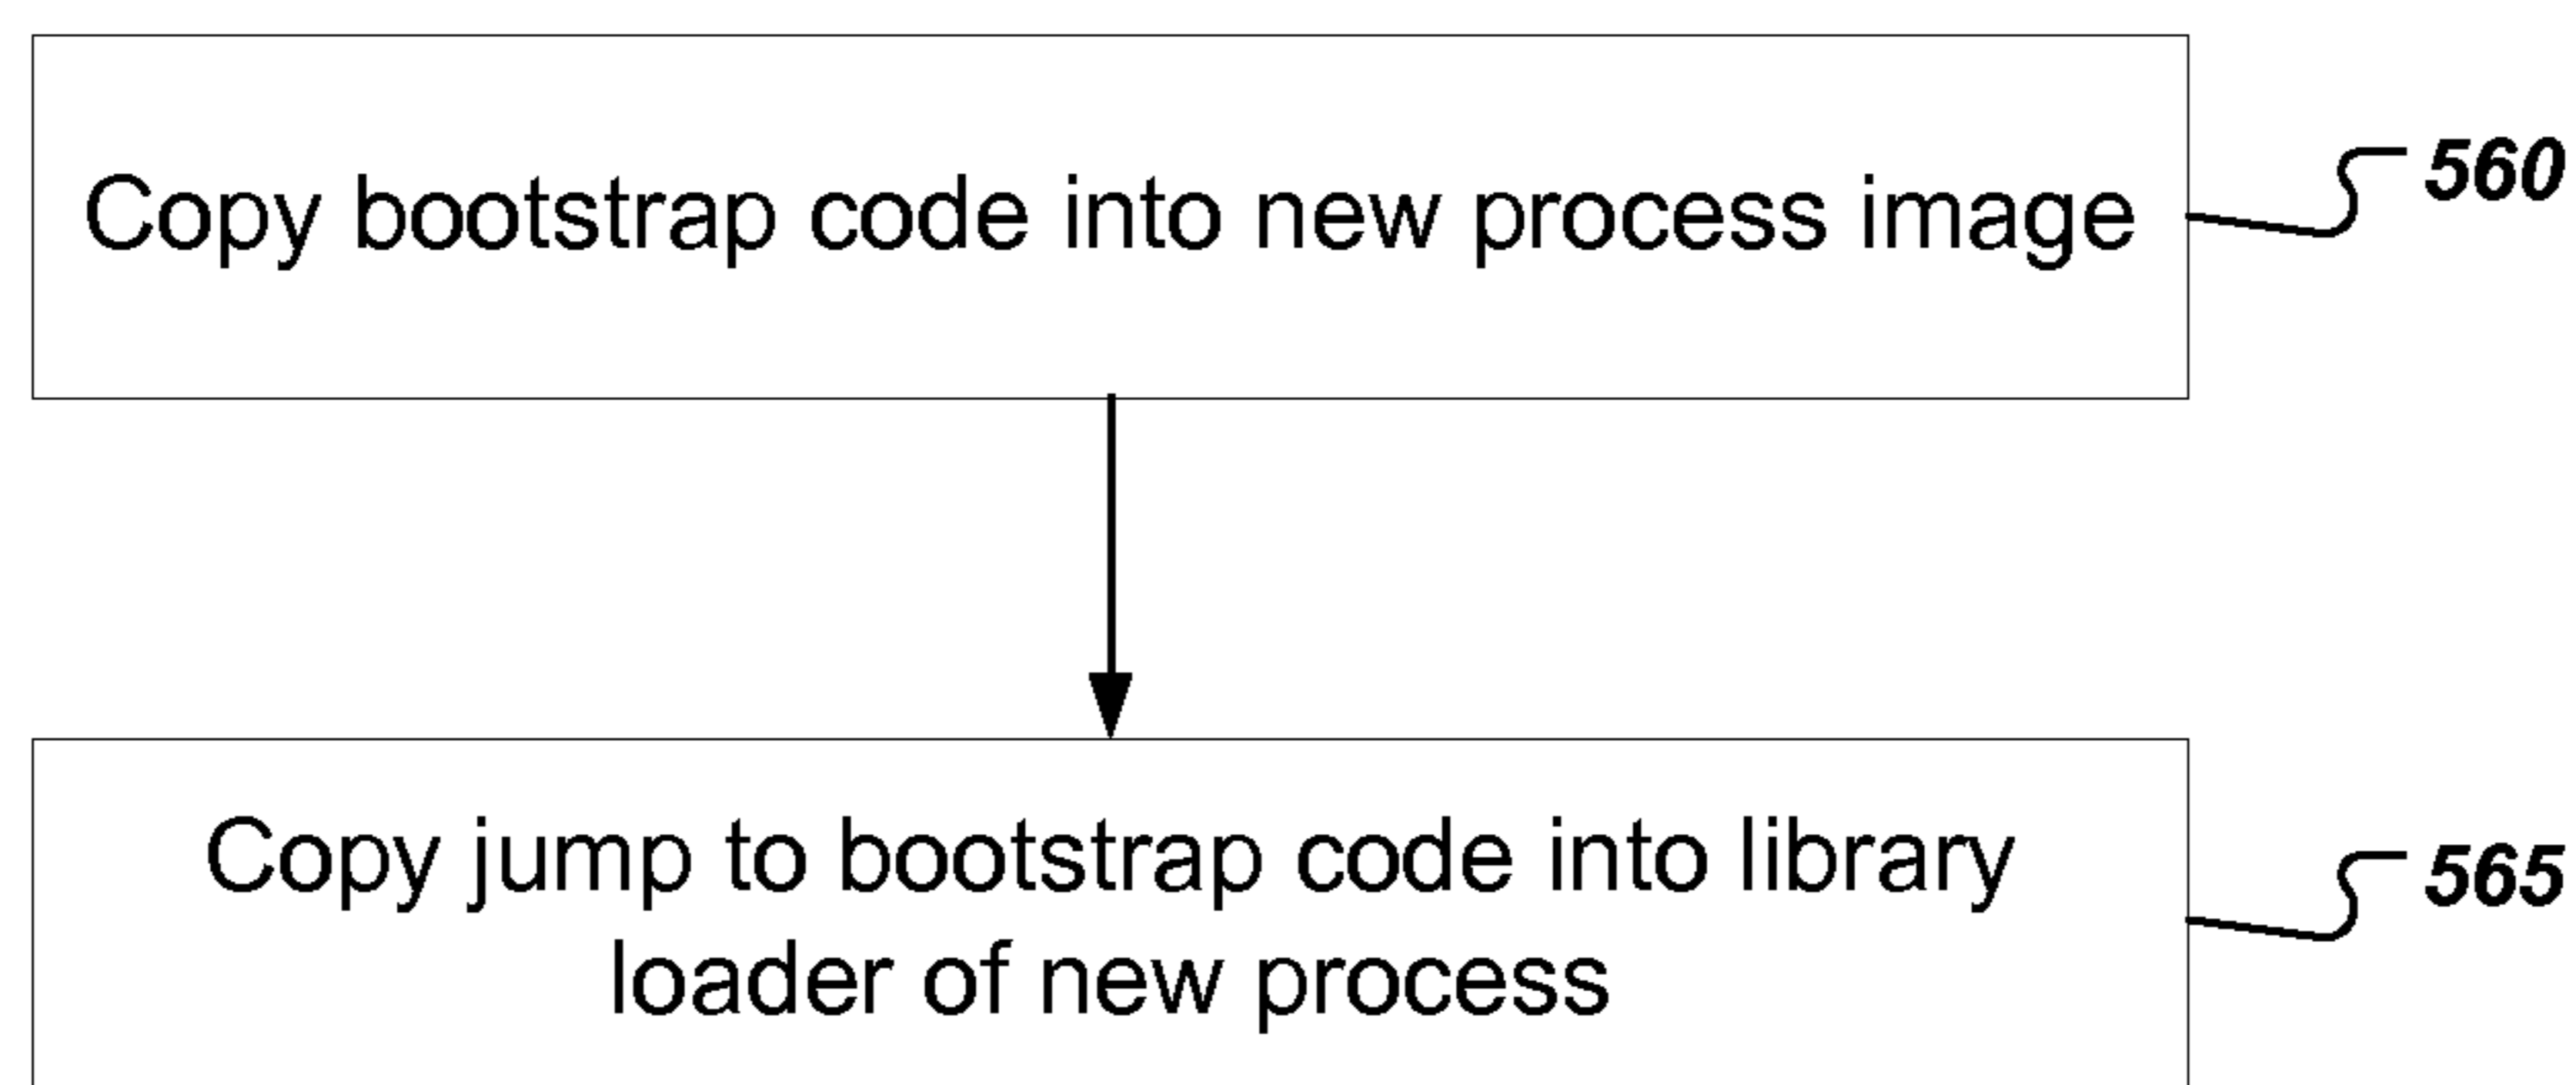 Copy bootstrap code into new process image
560
Copy jump to bootstrap code into library
loader of new process
565